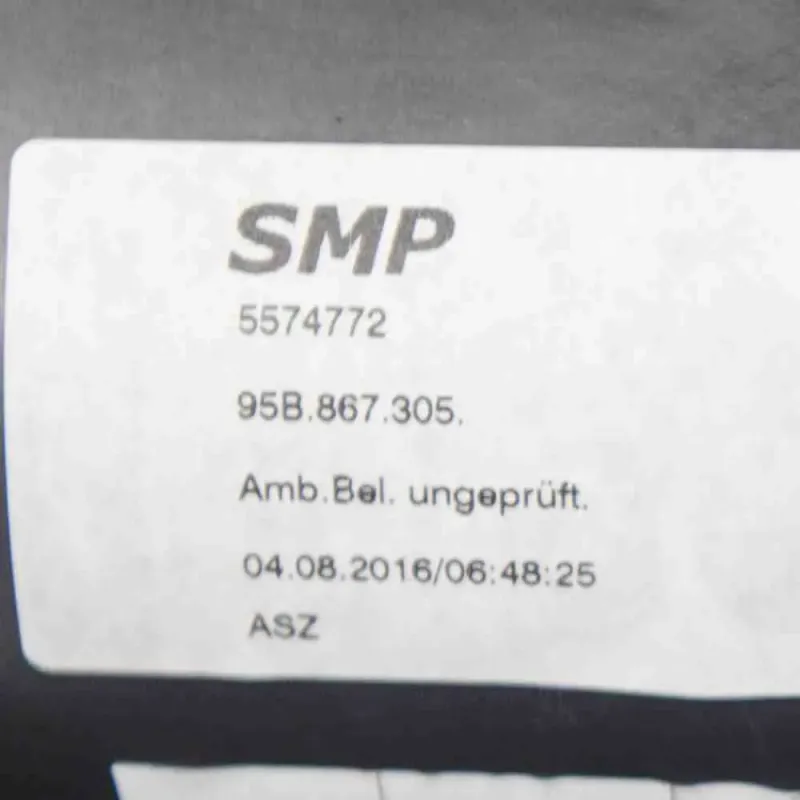 SMP
5574772
95B.867.305.
Amb.Bel. ungeprüft.
04.08.2016/06:48:25
ASZ